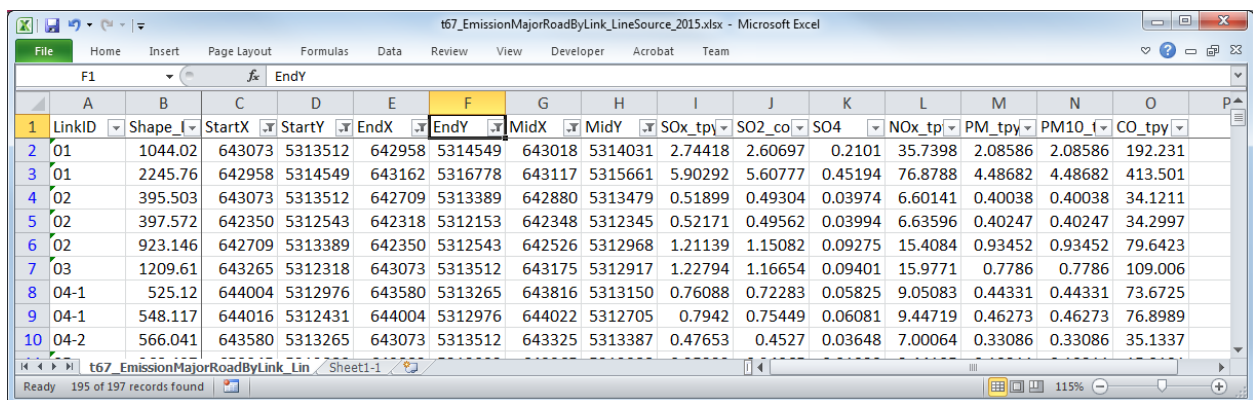 t67_EmissionMajorRoadByLink_LineSource_2015.xlsx - Microsoft Excel
File Home Insert Page Layout Formulas Data Review View Developer Acrobat Team
F1 fx EndY
A B C D E F G H I J K L M N O P
1 LinkID Shape_ StartX StartY EndX EndY MidX MidY SOx_tpy SO2_co SO4 NOx_tp PM_tpy PM10_t CO_tpy
2 01 1044.02 643073 5313512 642958 5314549 643018 5314031 2.74418 2.60697 0.2101 35.7398 2.08586 2.08586 192.231
3 01 2245.76 642958 5314549 643162 5316778 643117 5315661 5.90292 5.60777 0.45194 76.8788 4.48682 4.48682 413.501
4 02 395.503 643073 5313512 642709 5313389 642880 5313479 0.51899 0.49304 0.03974 6.60141 0.40038 0.40038 34.1211
5 02 397.572 642350 5312543 642318 5312153 642348 5312345 0.52171 0.49562 0.03994 6.63596 0.40247 0.40247 34.2997
6 02 923.146 642709 5313389 642350 5312543 642526 5312968 1.21139 1.15082 0.09275 15.4084 0.93452 0.93452 79.6423
7 03 1209.61 643265 5312318 643073 5313512 643175 5312917 1.22794 1.16654 0.09401 15.9771 0.7786 0.7786 109.006
8 04-1 525.12 644004 5312976 643580 5313265 643816 5313150 0.76088 0.72283 0.05825 9.05083 0.44331 0.44331 73.6725
9 04-1 548.117 644016 5312431 644004 5312976 644022 5312705 0.7942 0.75449 0.06081 9.44719 0.46273 0.46273 76.8989
10 04-2 566.041 643580 5313265 643073 5313512 643325 5313387 0.47653 0.4527 0.03648 7.00064 0.33086 0.33086 35.1337
t67_EmissionMajorRoadByLink_Lin Sheet1-1
Ready 195 of 197 records found 115%